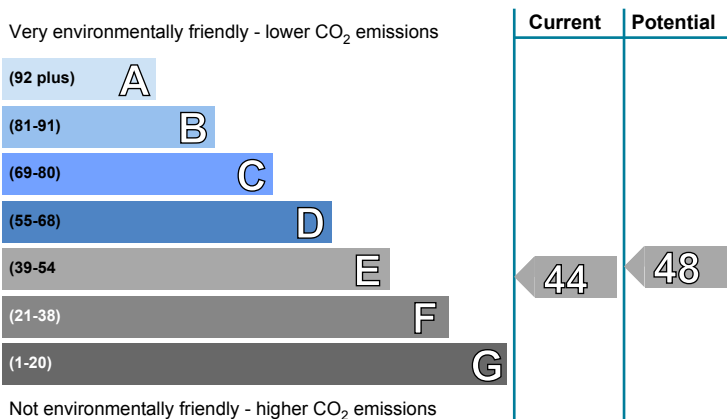 Very environmentally friendly - lower CO₂ emissions
Current
Potential
(92 plus) A
(81-91) B
(69-80) C
(55-68) D
(39-54 E
(21-38) F
(1-20) G
44
48
Not environmentally friendly - higher CO₂ emissions